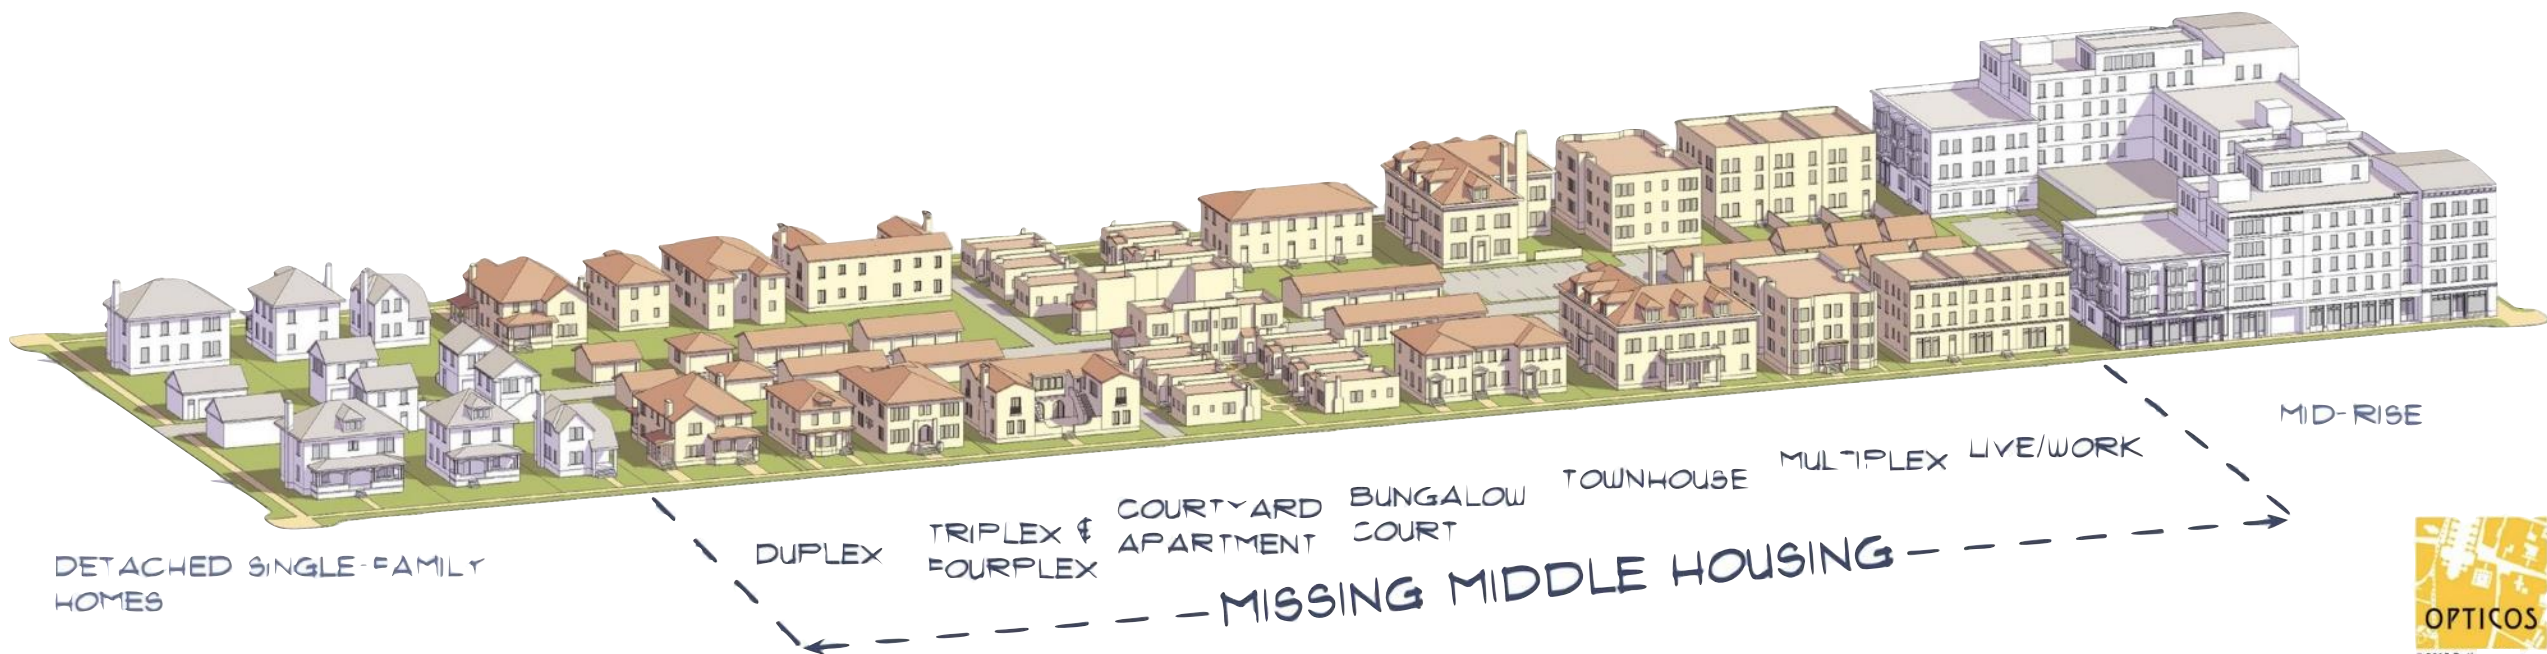 DETACHED SINGLE-FAMILY
HOMES
DUPLEX
TRIPLEX &
FOURPLEX
COURTYARD
APARTMENT
BUNGALOW
COURT
TOWNHOUSE
MULTIPLEX
LIVE/WORK
MID-RISE
MISSING MIDDLE HOUSING
OPTICOS